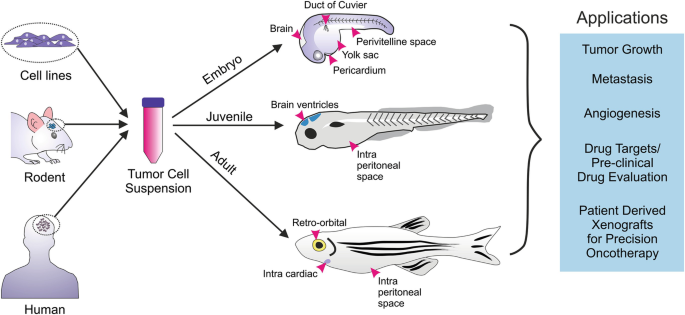 Cell lines
Rodent
Human
Tumor Cell
Suspension
Embryo
Juvenile
Adult
Duct of Cuvier
Brain
Perivitelline space
Yolk sac
Pericardium
Brain ventricles
Intra
peritoneal
space
Retro-orbital
Intra cardiac
Intra
peritoneal
space
Applications
Tumor Growth
Metastasis
Angiogenesis
Drug Targets/
Pre-clinical
Drug Evaluation
Patient Derived
Xenografts
for Precision
Oncotherapy